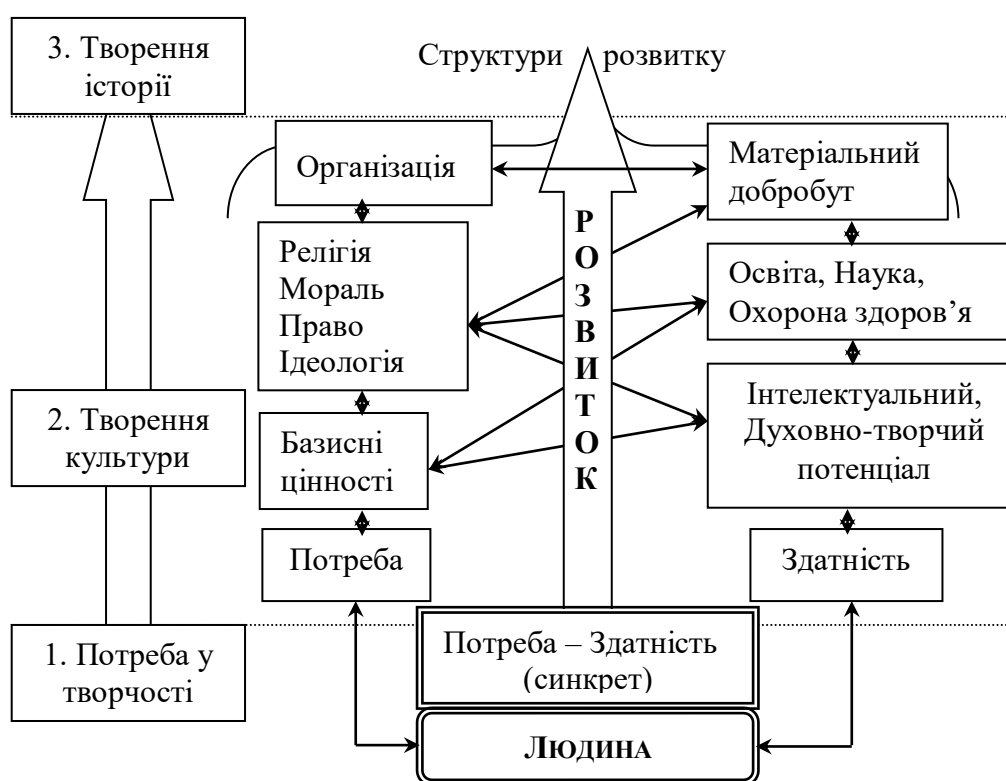 3. Творення
історії
Структури розвитку
Організація
Матеріальний
добробут
РОЗВИТОК
Релігія
Мораль
Право
Ідеологія
Освіта, Наука,
Охорона здоров’я
2. Творення
культури
Базисні
цінності
Інтелектуальний,
Духовно-творчий
потенціал
Потреба
Здатність
1. Потреба у
творчості
Потреба – Здатність
(синкрет)
ЛЮДИНА